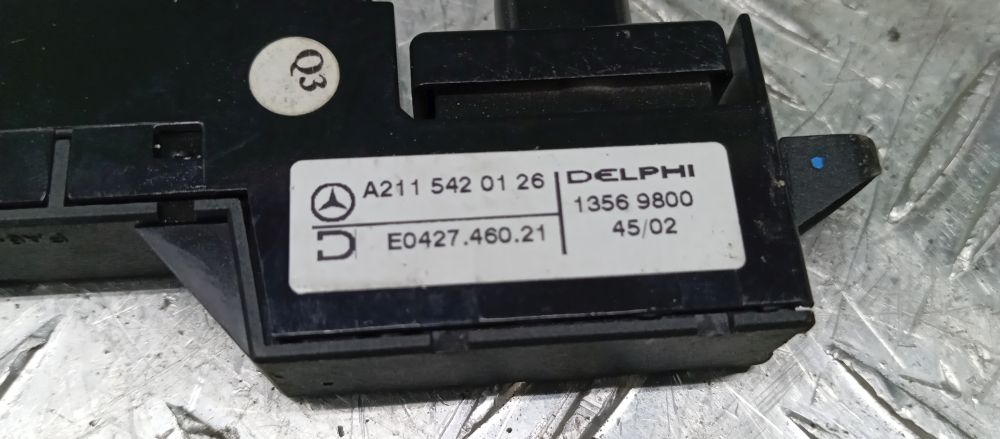 Q3
A211 542 01 26
E0427.460.21
DELPHI
1356 9800
45/02